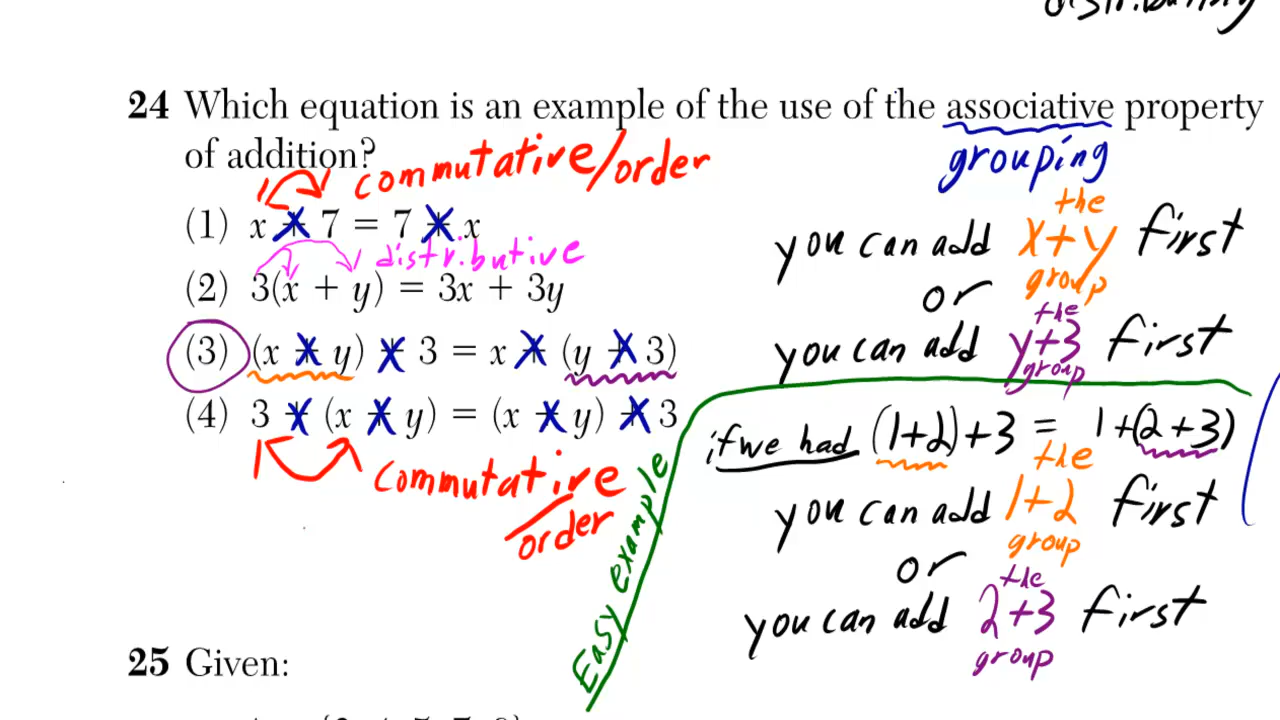 distributing
24 Which equation is an example of the use of the associative property
of addition?
commutative/order
grouping
(1) x + 7 = 7 + x
distributive
(2) 3(x + y) = 3x + 3y
(3) (x + y) + 3 = x + (y + 3)
(4) 3 + (x + y) = (x + y) + 3
commutative
/order
the
you can add x+y first
group
or
the
you can add y+3 first
group
Easy example
if we had (1+2)+3 = 1+(2+3)
the
you can add 1+2 first
group
or
the
you can add 2+3 first
group
25 Given: